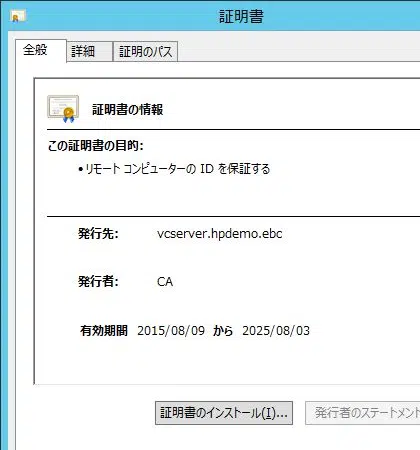 証明書
全般
詳細
証明のパス
証明書の情報
この証明書の目的:
•リモート コンピューターの ID を保証する
発行先: vcserver.hpdemo.ebc
発行者: CA
有効期間 2015/08/09 から 2025/08/03
証明書のインストール(I)...
発行者のステートメント